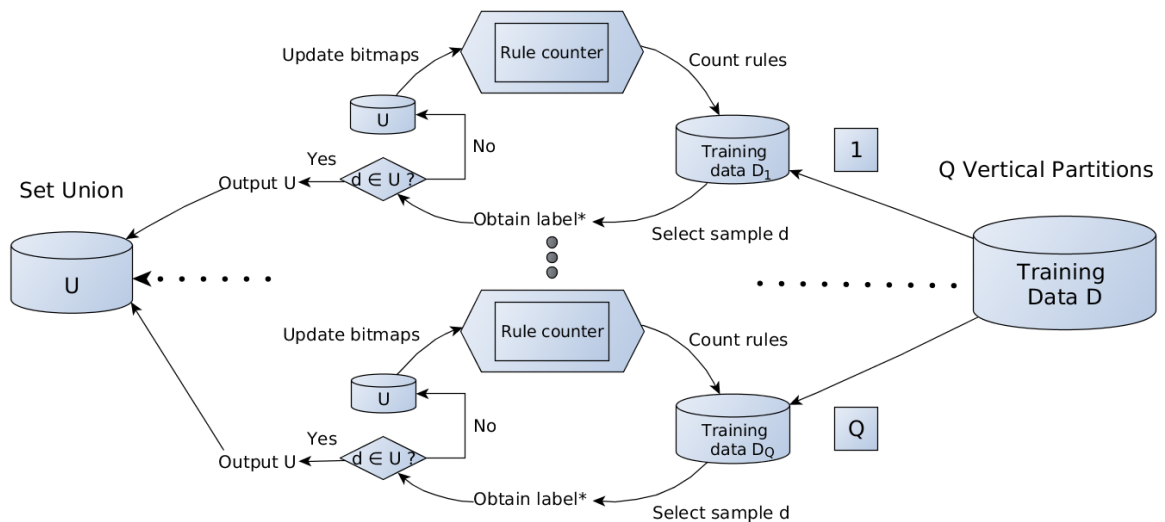 Update bitmaps
Rule counter
Count rules
U
No
Training
data D₁
1
Q Vertical Partitions
Set Union
Yes
Output U
d ∈ U ?
Obtain label*
Select sample d
U
Training
Data D
Update bitmaps
Rule counter
Count rules
U
No
Training
data D_Q
Q
Yes
Output U
d ∈ U ?
Obtain label*
Select sample d